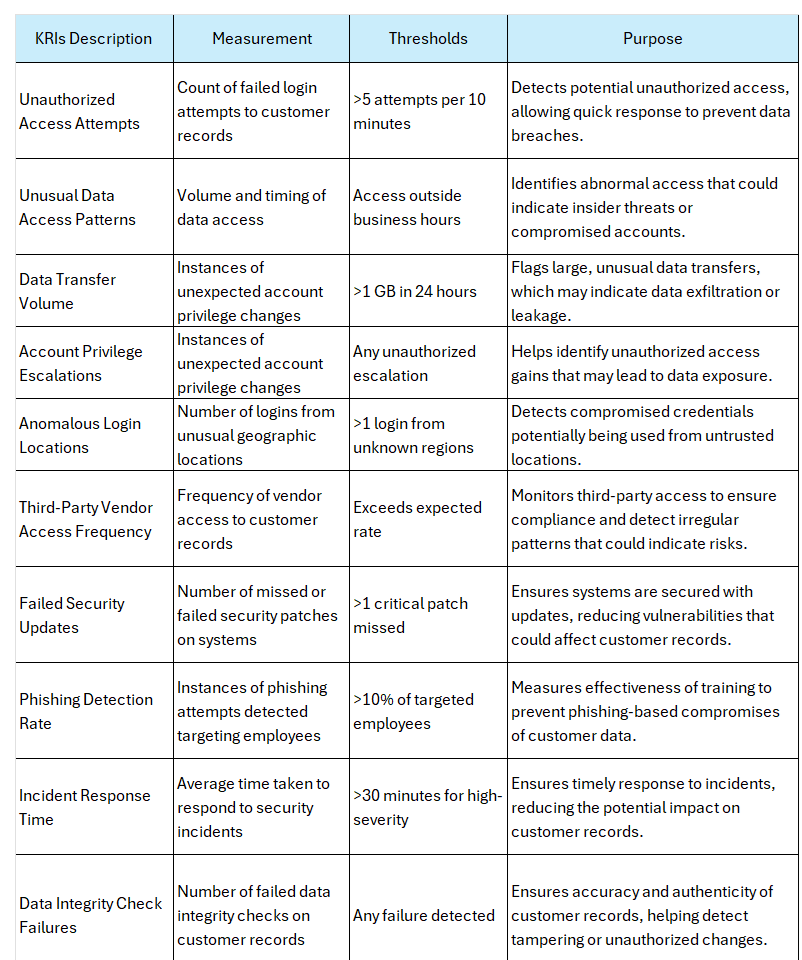 KRIs Description
Measurement
Thresholds
Purpose
Unauthorized
Access Attempts
Count of failed login
attempts to customer
records
>5 attempts per 10
minutes
Detects potential unauthorized access,
allowing quick response to prevent data
breaches.
Unusual Data
Access Patterns
Volume and timing of
data access
Access outside
business hours
Identifies abnormal access that could
indicate insider threats or
compromised accounts.
Data Transfer
Volume
Instances of
unexpected account
privilege changes
>1 GB in 24 hours
Flags large, unusual data transfers,
which may indicate data exfiltration or
leakage.
Account Privilege
Escalations
Instances of
unexpected account
privilege changes
Any unauthorized
escalation
Helps identify unauthorized access
gains that may lead to data exposure.
Anomalous Login
Locations
Number of logins from
unusual geographic
locations
>1 login from
unknown regions
Detects compromised credentials
potentially being used from untrusted
locations.
Third-Party Vendor
Access Frequency
Frequency of vendor
access to customer
records
Exceeds expected
rate
Monitors third-party access to ensure
compliance and detect irregular
patterns that could indicate risks.
Failed Security
Updates
Number of missed or
failed security patches
on systems
>1 critical patch
missed
Ensures systems are secured with
updates, reducing vulnerabilities that
could affect customer records.
Phishing Detection
Rate
Instances of phishing
attempts detected
targeting employees
>10% of targeted
employees
Measures effectiveness of training to
prevent phishing-based compromises
of customer data.
Incident Response
Time
Average time taken to
respond to security
incidents
>30 minutes for high-
severity
Ensures timely response to incidents,
reducing the potential impact on
customer records.
Data Integrity Check
Failures
Number of failed data
integrity checks on
customer records
Any failure detected
Ensures accuracy and authenticity of
customer records, helping detect
tampering or unauthorized changes.